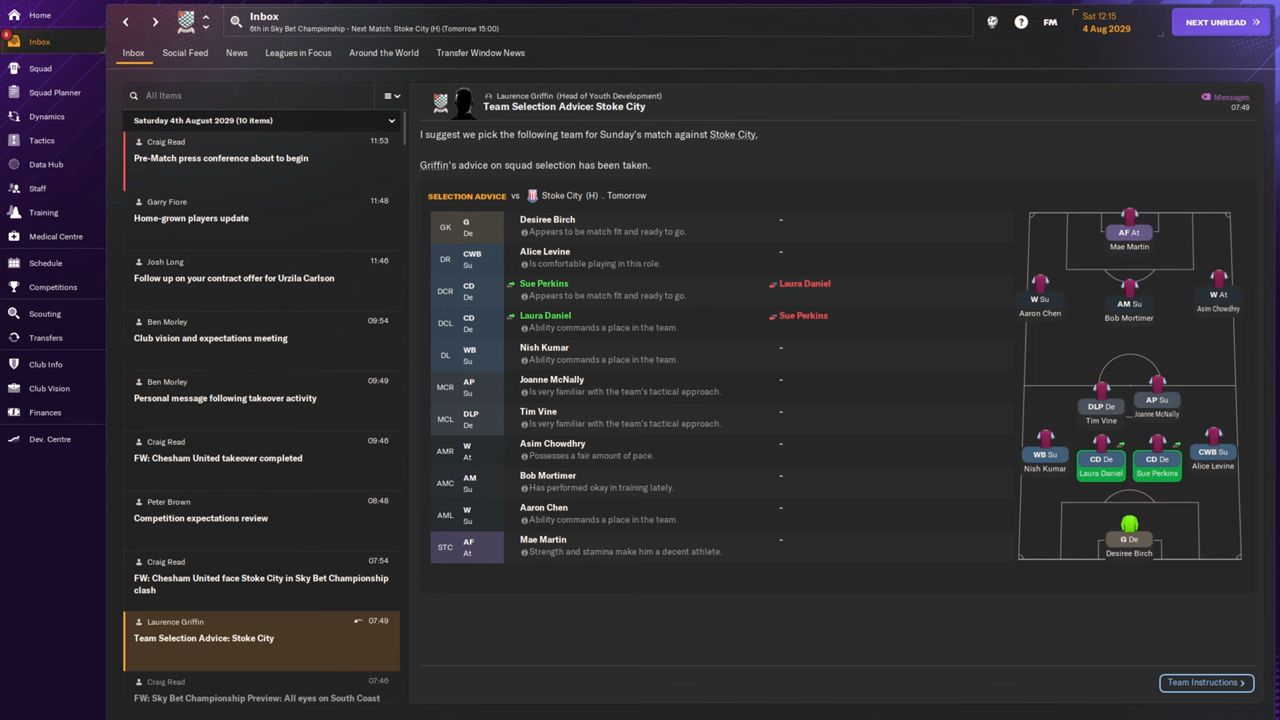 Home
8
Inbox
Squad
Squad Planner
Dynamics
Tactics
Data Hub
Staff
Training
Medical Centre
Schedule
Competitions
Scouting
Transfers
Club Info
Club Vision
Finances
Dev. Centre
Inbox
6th in Sky Bet Championship - Next Match: Stoke City (H) (Tomorrow 15:00)
?
FM
Sat 12:15
4 Aug 2029
NEXT UNREAD
Inbox
Social Feed
News
Leagues in Focus
Around the World
Transfer Window News
All Items
Saturday 4th August 2029 (10 items)
Craig Read 11:53
Pre-Match press conference about to begin
Garry Fiore 11:48
Home-grown players update
Josh Long 11:46
Follow up on your contract offer for Urzila Carlson
Ben Morley 09:54
Club vision and expectations meeting
Ben Morley 09:49
Personal message following takeover activity
Craig Read 09:46
FW: Chesham United takeover completed
Peter Brown 08:48
Competition expectations review
Craig Read 07:54
FW: Chesham United face Stoke City in Sky Bet Championship
clash
Laurence Griffin 07:49
Team Selection Advice: Stoke City
Craig Read 07:46
FW: Sky Bet Championship Preview: All eyes on South Coast
Laurence Griffin (Head of Youth Development)
Team Selection Advice: Stoke City
Messages
07:49
I suggest we pick the following team for Sunday's match against Stoke City.
Griffin's advice on squad selection has been taken.
SELECTION ADVICE vs Stoke City (H) . Tomorrow
GK G De Desiree Birch -
Appears to be match fit and ready to go.
DR CWB Su Alice Levine -
Is comfortable playing in this role.
DCR CD De Sue Perkins Laura Daniel
Appears to be match fit and ready to go.
DCL CD De Laura Daniel Sue Perkins
Ability commands a place in the team.
DL WB Su Nish Kumar -
Ability commands a place in the team.
MCR AP Su Joanne McNally -
Is very familiar with the team's tactical approach.
MCL DLP De Tim Vine -
Is very familiar with the team's tactical approach.
AMR W At Asim Chowdhry -
Possesses a fair amount of pace.
AMC AM Su Bob Mortimer -
Has performed okay in training lately.
AML W Su Aaron Chen -
Ability commands a place in the team.
STC AF At Mae Martin -
Strength and stamina make him a decent athlete.
AF At
Mae Martin
W Su
Aaron Chen
AM Su
Bob Mortimer
W At
Asim Chowdhry
DLP De
Tim Vine
AP Su
Joanne McNally
WB Su
Nish Kumar
CD De
Laura Daniel
CD De
Sue Perkins
CWB Su
Alice Levine
G De
Desiree Birch
Team Instructions